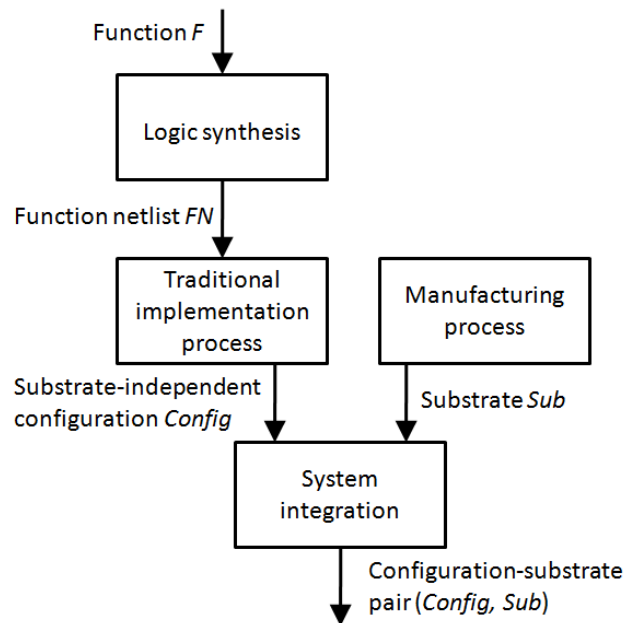 Function F
Logic synthesis
Function netlist FN
Traditional
implementation
process
Manufacturing
process
Substrate-independent
configuration Config
Substrate Sub
System
integration
Configuration-substrate
pair (Config, Sub)